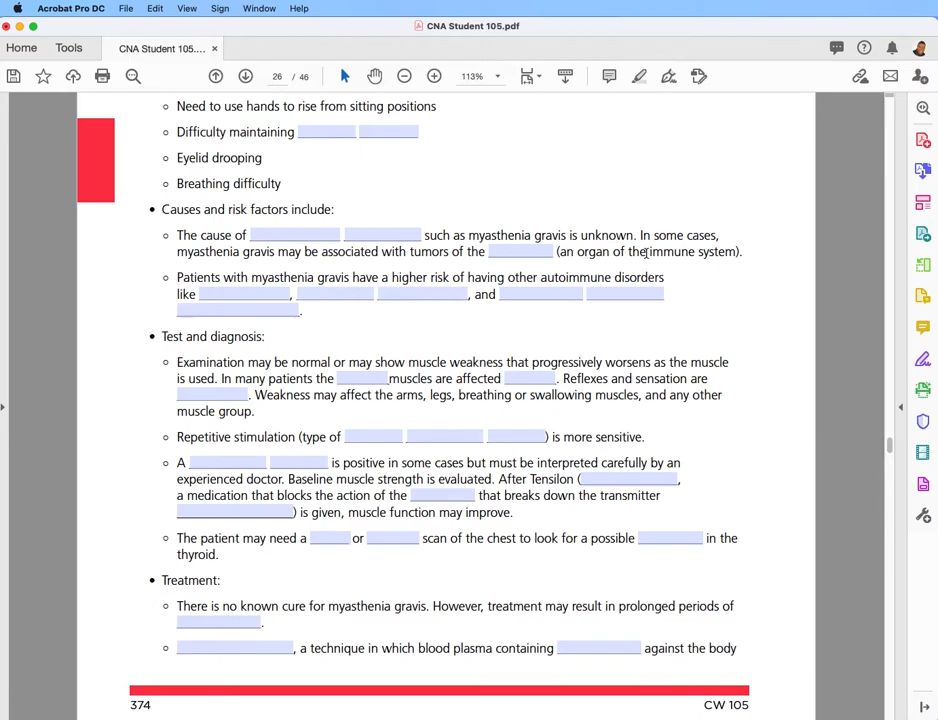 Acrobat Pro DC File Edit View Sign Window Help
CNA Student 105.pdf
Home Tools CNA Student 105.... ×
26 / 46 113%
Need to use hands to rise from sitting positions
Difficulty maintaining
Eyelid drooping
Breathing difficulty
• Causes and risk factors include:
The cause of such as myasthenia gravis is unknown. In some cases,
myasthenia gravis may be associated with tumors of the (an organ of the immune system).
Patients with myasthenia gravis have a higher risk of having other autoimmune disorders
like , , and
.
• Test and diagnosis:
Examination may be normal or may show muscle weakness that progressively worsens as the muscle
is used. In many patients the muscles are affected . Reflexes and sensation are
. Weakness may affect the arms, legs, breathing or swallowing muscles, and any other
muscle group.
Repetitive stimulation (type of ) is more sensitive.
A is positive in some cases but must be interpreted carefully by an
experienced doctor. Baseline muscle strength is evaluated. After Tensilon ( ,
a medication that blocks the action of the that breaks down the transmitter
) is given, muscle function may improve.
The patient may need a or scan of the chest to look for a possible in the
thyroid.
• Treatment:
There is no known cure for myasthenia gravis. However, treatment may result in prolonged periods of
.
, a technique in which blood plasma containing against the body
374 CW 105